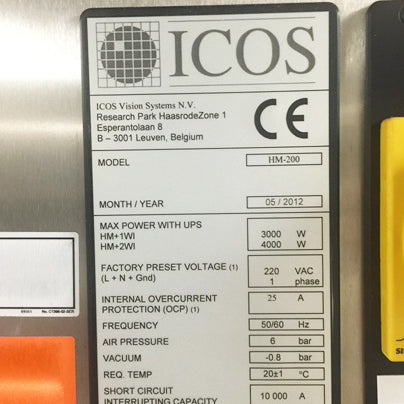 ICOS
ICOS Vision Systems N.V.
Research Park HaasrodeZone 1
Esperantolaan 8
B – 3001 Leuven, Belgium
CE
MODEL HM-200
MONTH / YEAR 05 / 2012
MAX POWER WITH UPS
HM+1WI 3000 W
HM+2WI 4000 W
FACTORY PRESET VOLTAGE (1) 220 VAC
(L + N + Gnd) 1 phase
INTERNAL OVERCURRENT 25 A
PROTECTION (OCP) (1)
FREQUENCY 50/60 Hz
AIR PRESSURE 6 bar
VACUUM -0.8 bar
REQ. TEMP 20±1 °C
SHORT CIRCUIT 10 000 A
INTERRUPTING CAPACITY